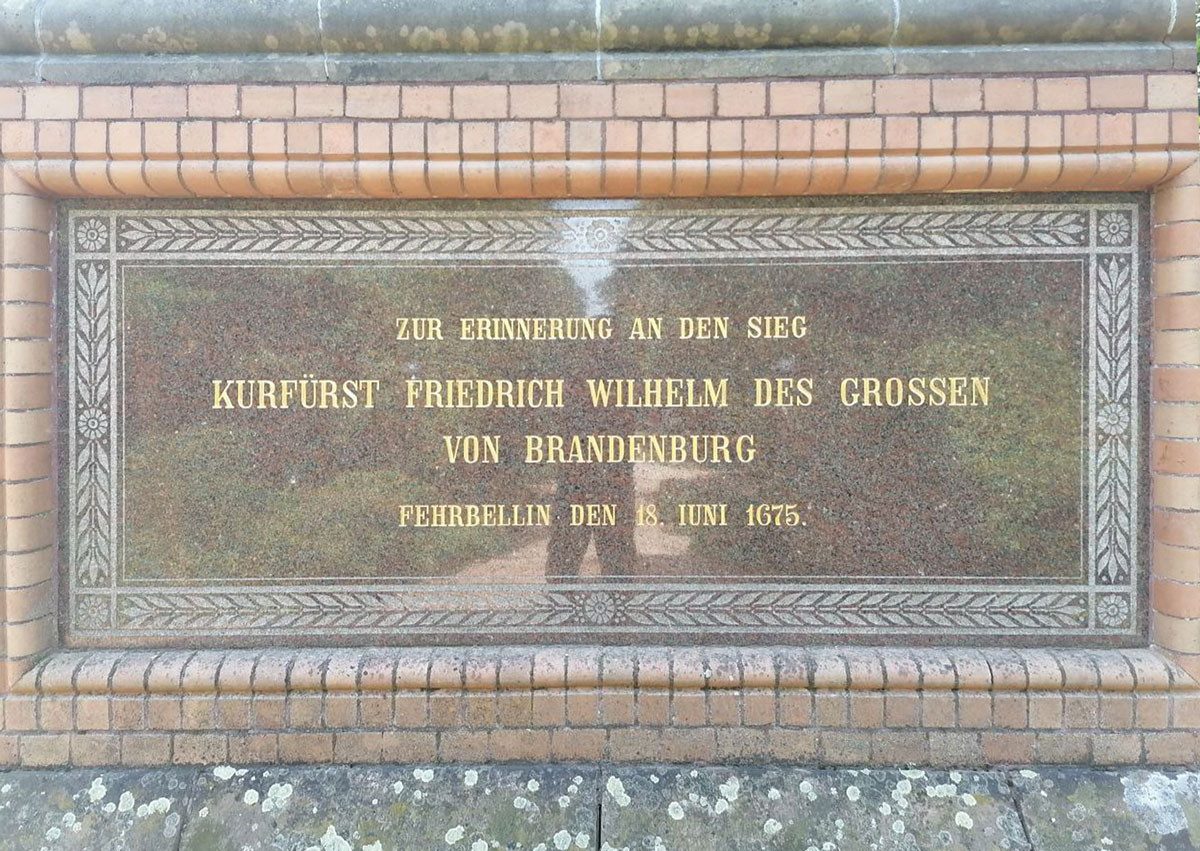 ZUR ERINNERUNG AN DEN SIEG
KURFÜRST FRIEDRICH WILHELM DES GROSSEN
VON BRANDENBURG
FEHRBELLIN DEN 18. IUNI 1675.